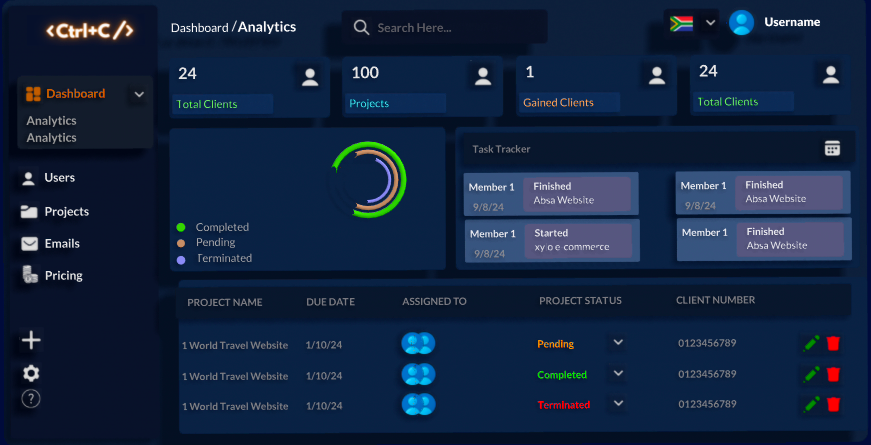 <Ctrl+C/>
Dashboard / Analytics
Search Here...
Username
Dashboard
Analytics
Analytics
Users
Projects
Emails
Pricing
24
Total Clients
100
Projects
1
Gained Clients
24
Total Clients
Completed
Pending
Terminated
Task Tracker
Member 1
9/8/24
Finished
Absa Website
Member 1
Finished
Absa Website
9/8/24
Member 1
9/8/24
Started
xy o e-commerce
Member 1
Finished
Absa Website
PROJECT NAME DUE DATE ASSIGNED TO PROJECT STATUS CLIENT NUMBER
1 World Travel Website 1/10/24 Pending 0123456789
1 World Travel Website 1/10/24 Completed 0123456789
1 World Travel Website 1/10/24 Terminated 0123456789
?